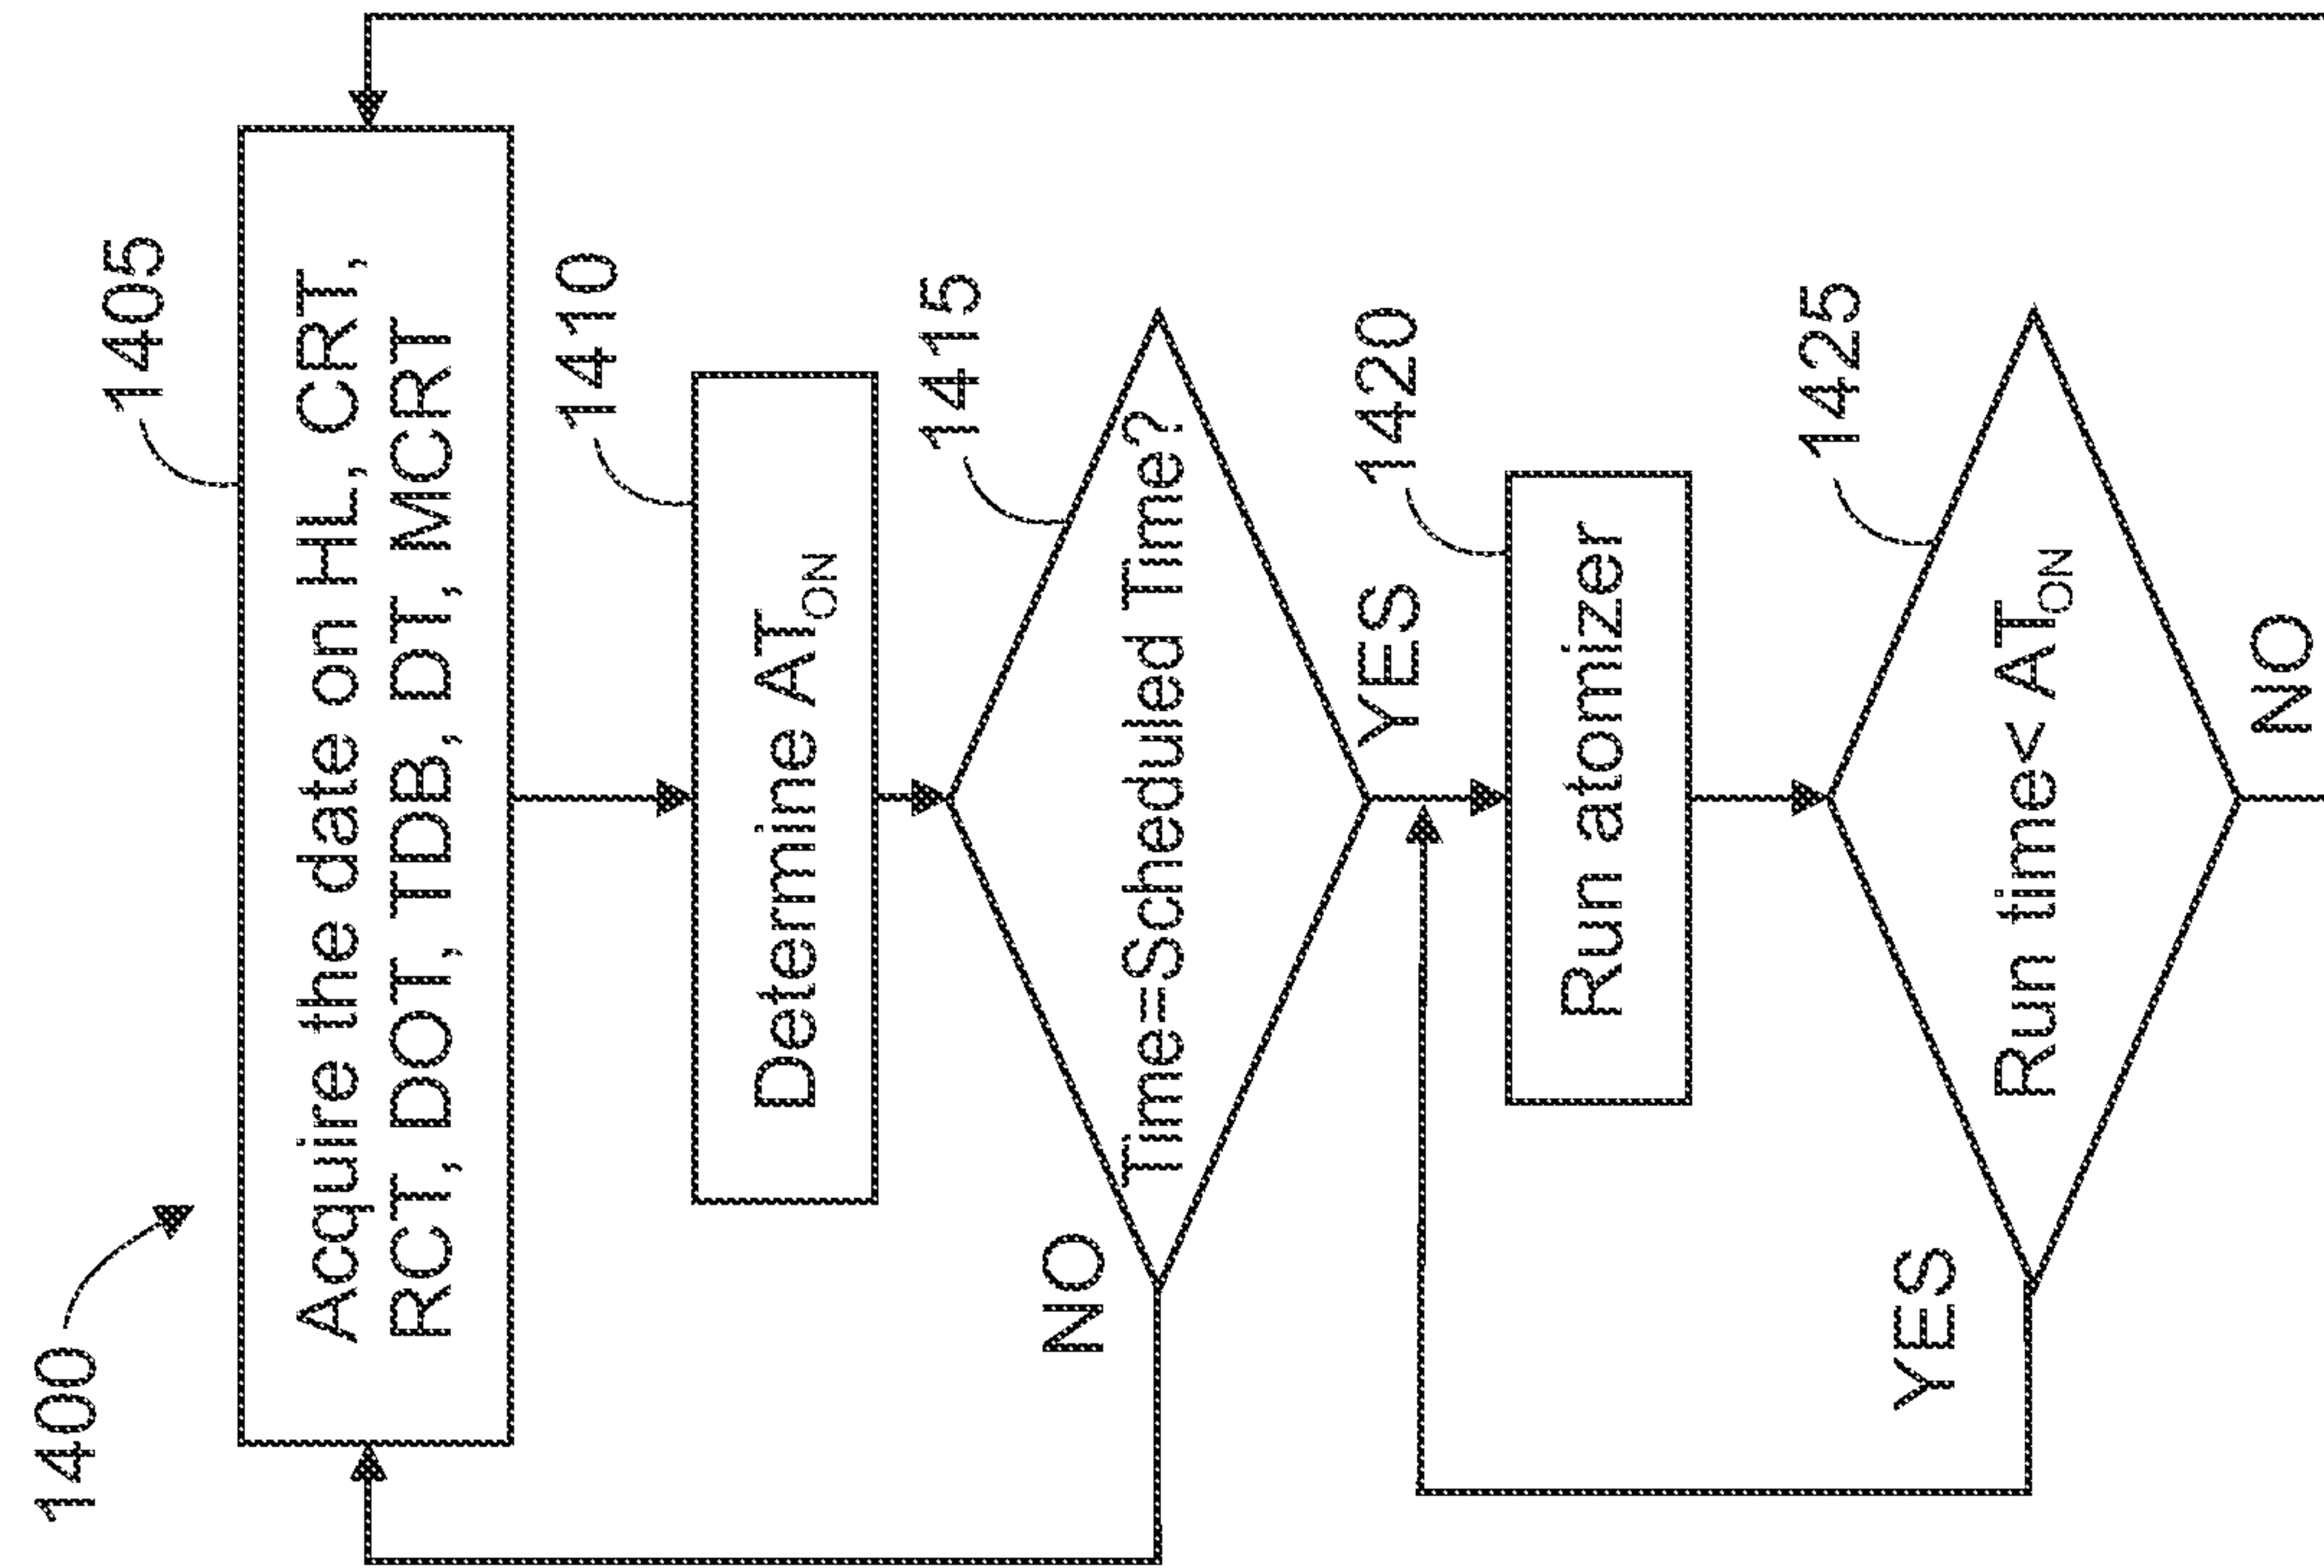 1400
1405
Acquire the date on HL, CRT,
RCT, DOT, TDB, DT, MCRT
1410
Determine AT_ON
1415
Time=Scheduled Time?
NO
YES
1420
Run atomizer
1425
Run time< AT_ON
YES
NO